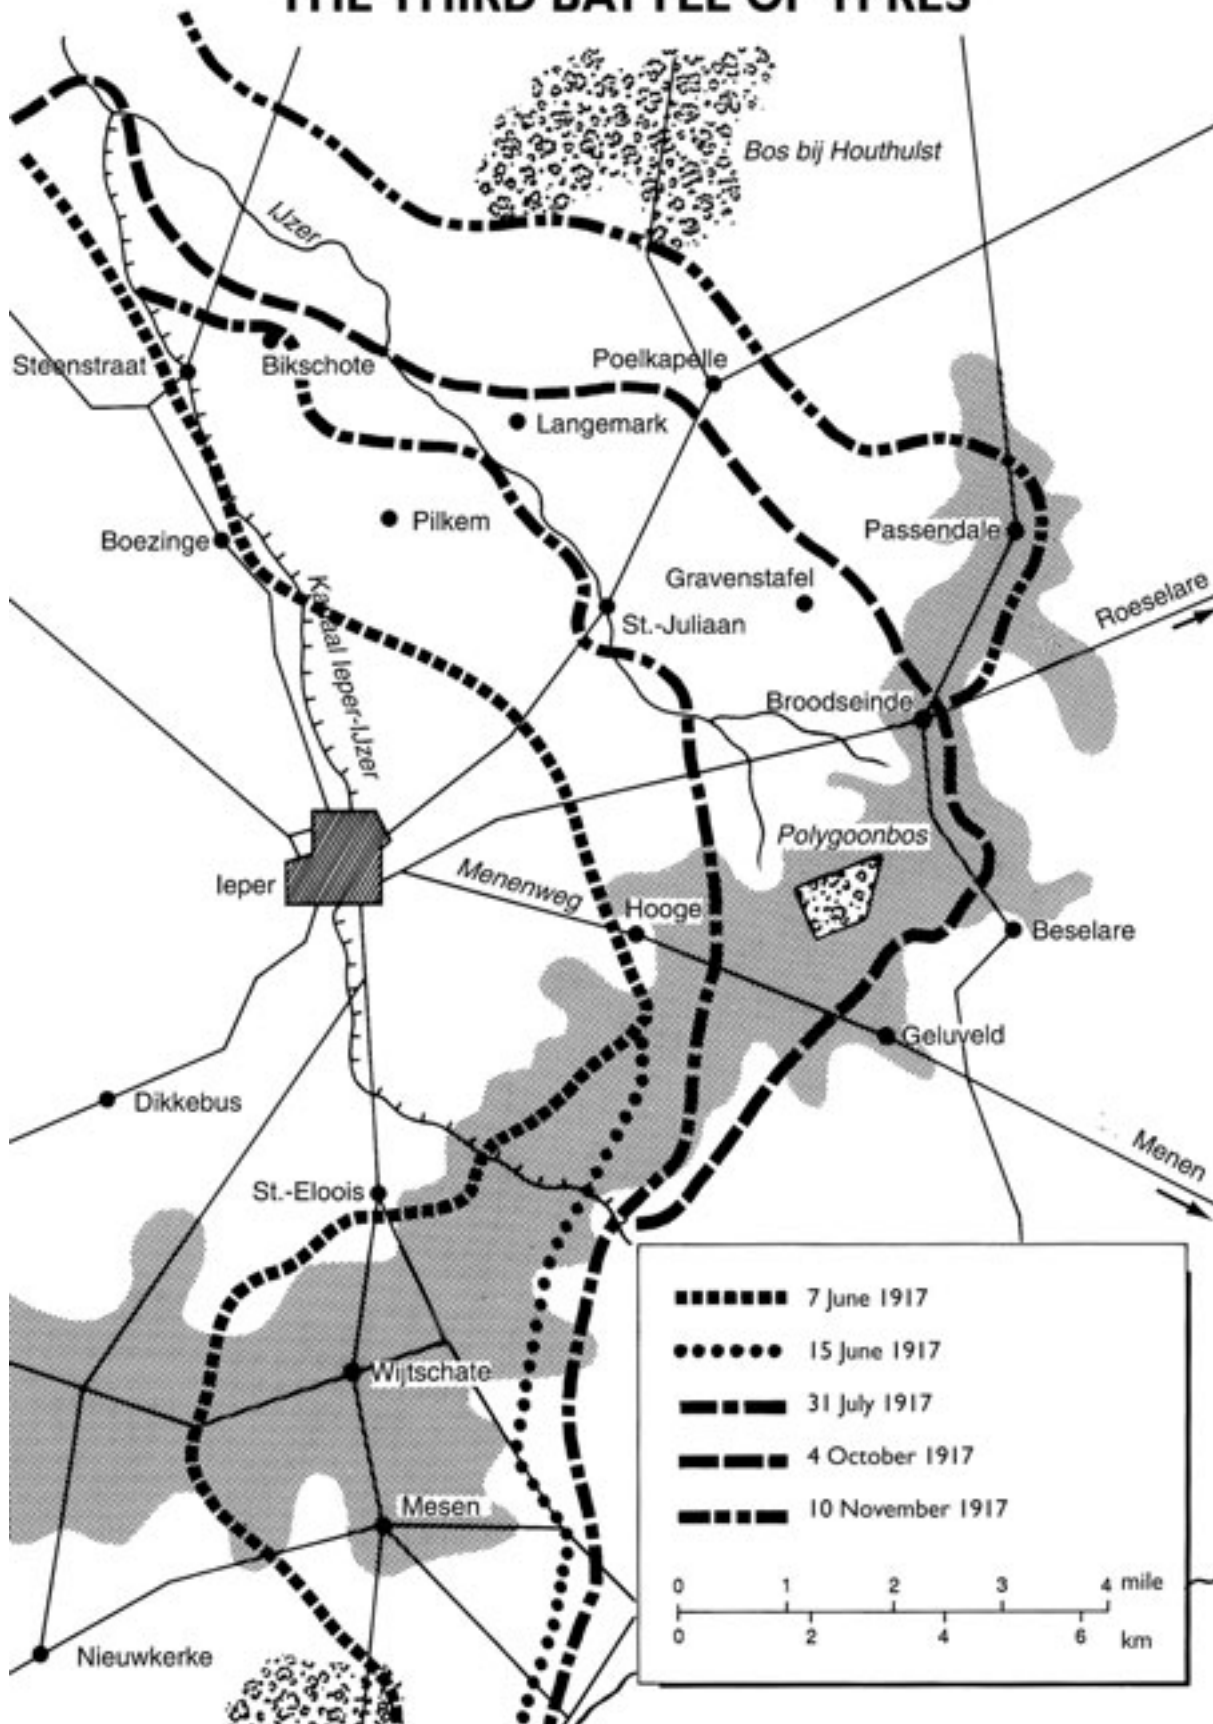 THE THIRD BATTLE OF YPRES
Bos bij Houthulst
IJzer
Steenstraat
Bikschote
Poelkapelle
Langemark
Boezinge
Pilkem
Passendale
Gravenstafel
Roeselare
St.-Juliaan
Kanaal Ieper-IJzer
Broodseinde
Polygoonbos
Ieper
Menenweg
Hooge
Beselare
Geluveld
Dikkebus
Menen
St.-Eloois
7 June 1917
15 June 1917
Wijtschate
31 July 1917
4 October 1917
Mesen
10 November 1917
0 1 2 3 4 mile
0 2 4 6 km
Nieuwkerke